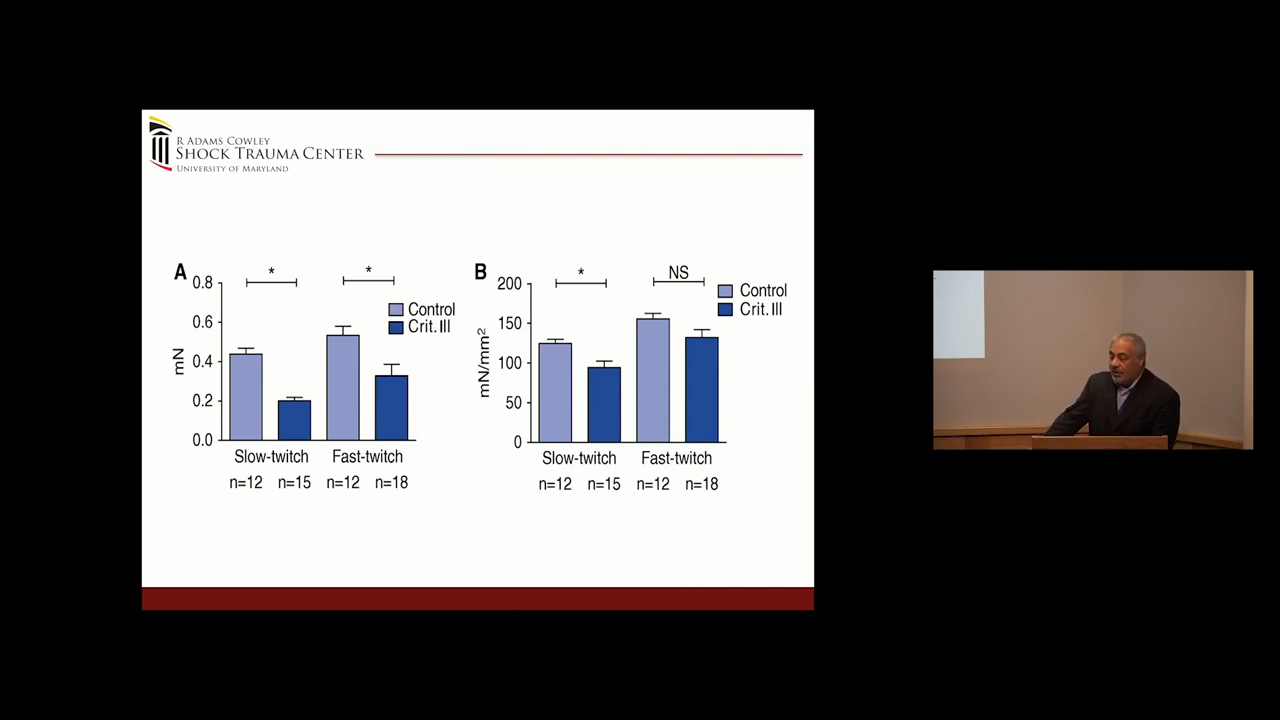 R ADAMS COWLEY
SHOCK TRAUMA CENTER
UNIVERSITY OF MARYLAND
A
*
*
0.8
0.6
0.4
0.2
0.0
mN
Control
Crit. Ill
Slow-twitch Fast-twitch
n=12 n=15 n=12 n=18
B
*
NS
200
150
100
50
0
mN/mm2
Control
Crit. Ill
Slow-twitch Fast-twitch
n=12 n=15 n=12 n=18